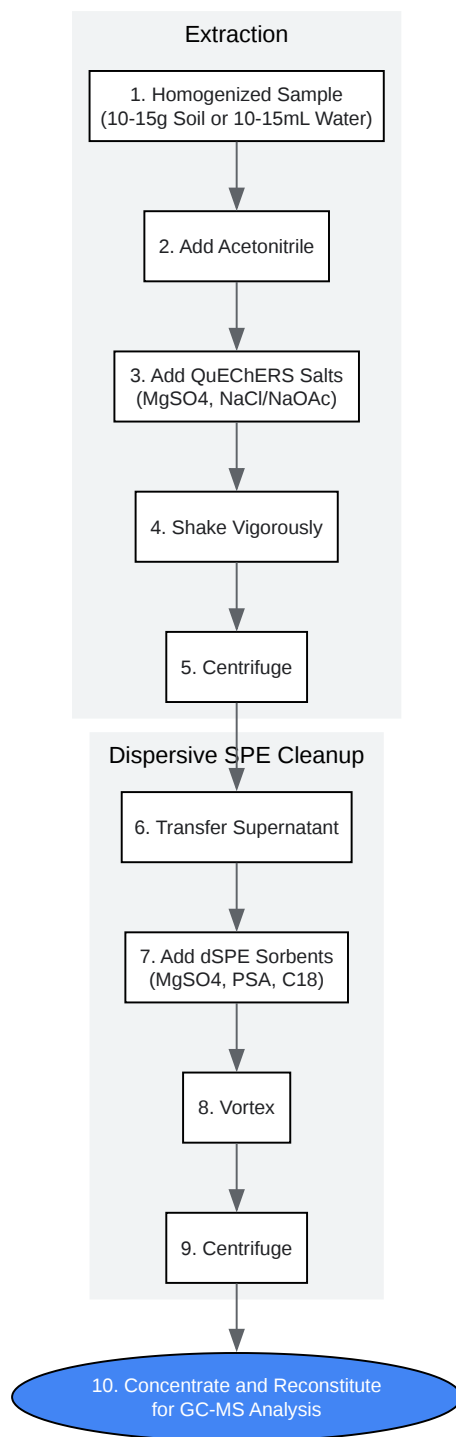 Extraction
1. Homogenized Sample
(10-15g Soil or 10-15mL Water)
2. Add Acetonitrile
3. Add QuEChERS Salts
(MgSO4, NaCl/NaOAc)
4. Shake Vigorously
5. Centrifuge
Dispersive SPE Cleanup
6. Transfer Supernatant
7. Add dSPE Sorbents
(MgSO4, PSA, C18)
8. Vortex
9. Centrifuge
10. Concentrate and Reconstitute
for GC-MS Analysis